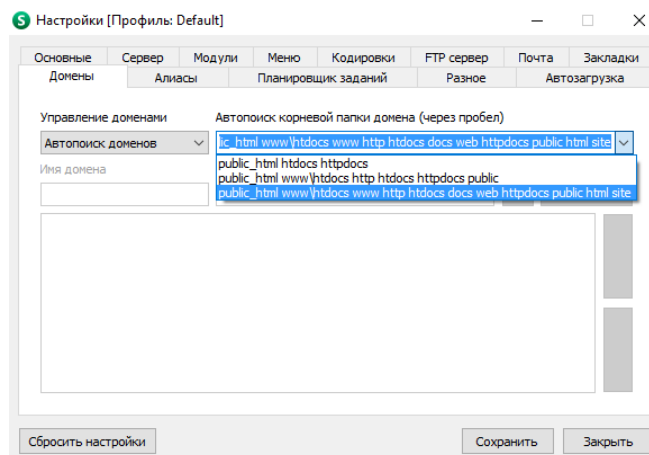 Настройки [Профиль: Default]
Основные Сервер Модули Меню Кодировки FTP сервер Почта Закладки
Домены Алиасы Планировщик заданий Разное Автозагрузка
Управление доменами Автопоиск корневой папки домена (через пробел)
Автопоиск доменов lic_html www\htdocs www http htdocs docs web httpdocs public html site
Имя домена
public_html htdocs httpdocs
public_html www\htdocs http htdocs httpdocs public
public_html www\htdocs www http htdocs docs web httpdocs public html site
Сбросить настройки Сохранить Закрыть